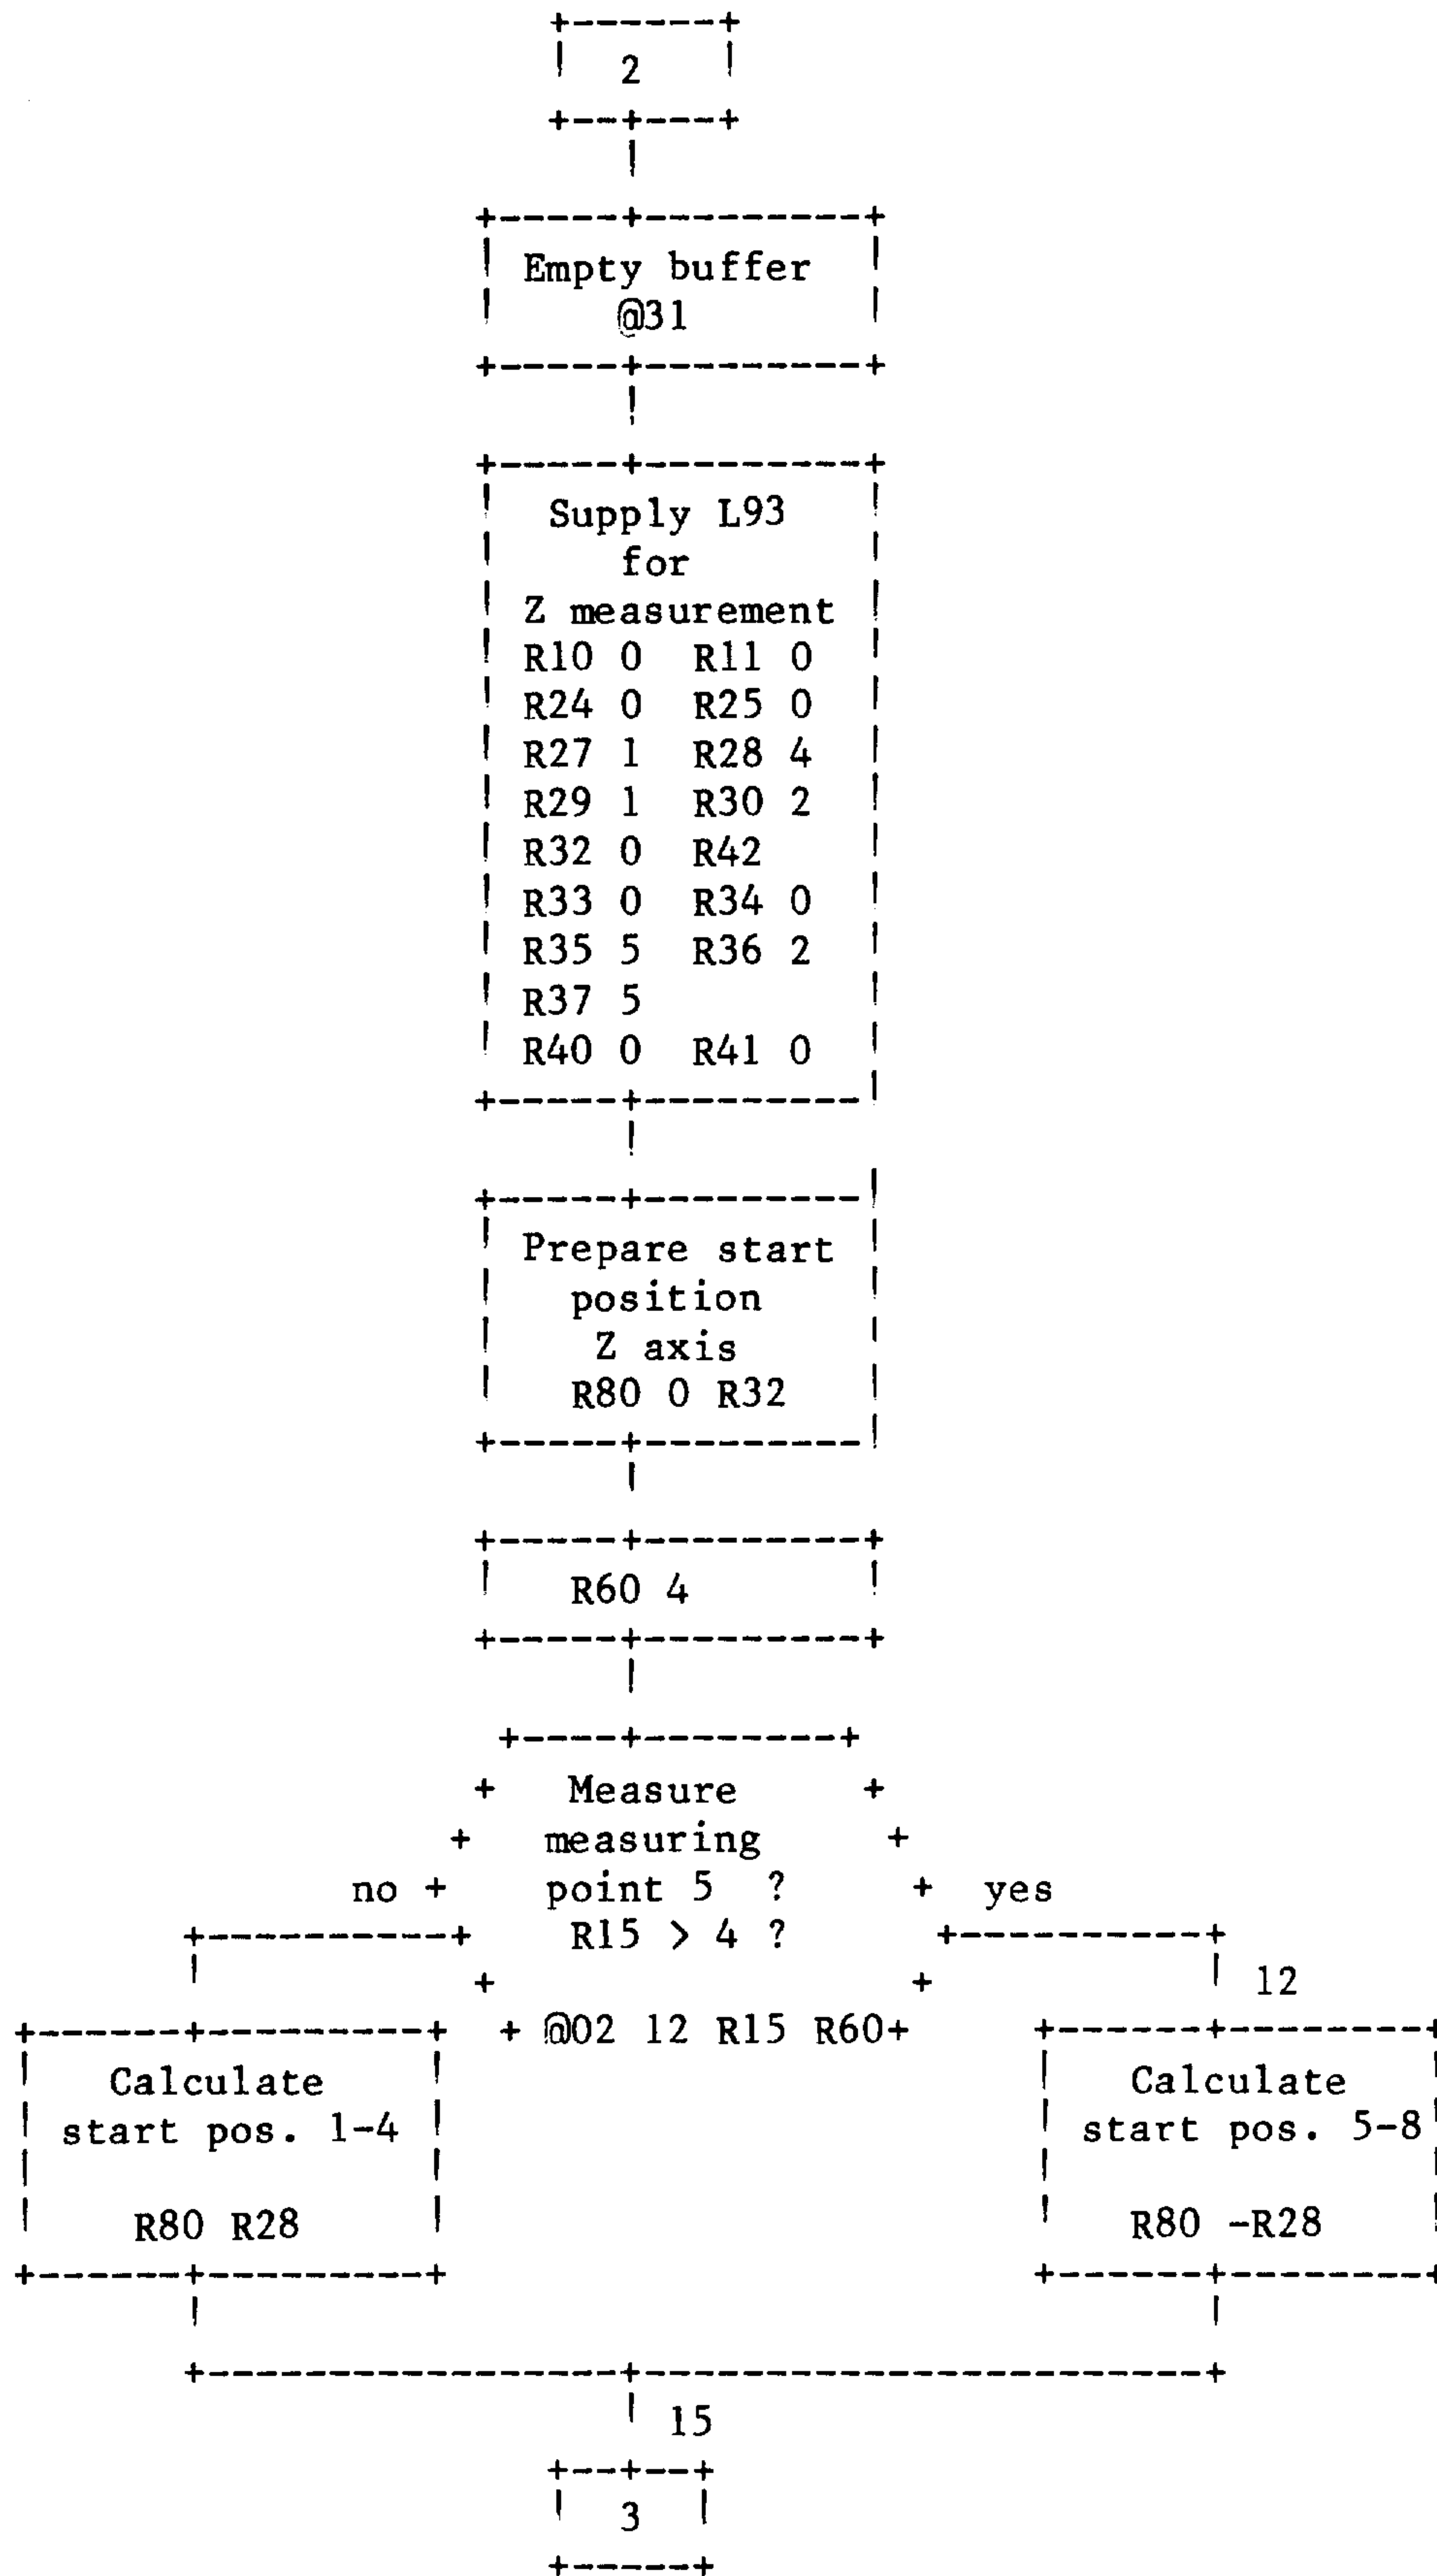 2
Empty buffer
@31
Supply L93
for
Z measurement
R10 0 R11 0
R24 0 R25 0
R27 1 R28 4
R29 1 R30 2
R32 0 R42
R33 0 R34 0
R35 5 R36 2
R37 5
R40 0 R41 0
Prepare start
position
Z axis
R80 0 R32
R60 4
Measure
measuring
point 5 ?
R15 > 4 ?
@02 12 R15 R60
no
yes
12
Calculate
start pos. 1-4
R80 R28
Calculate
start pos. 5-8
R80 -R28
15
3